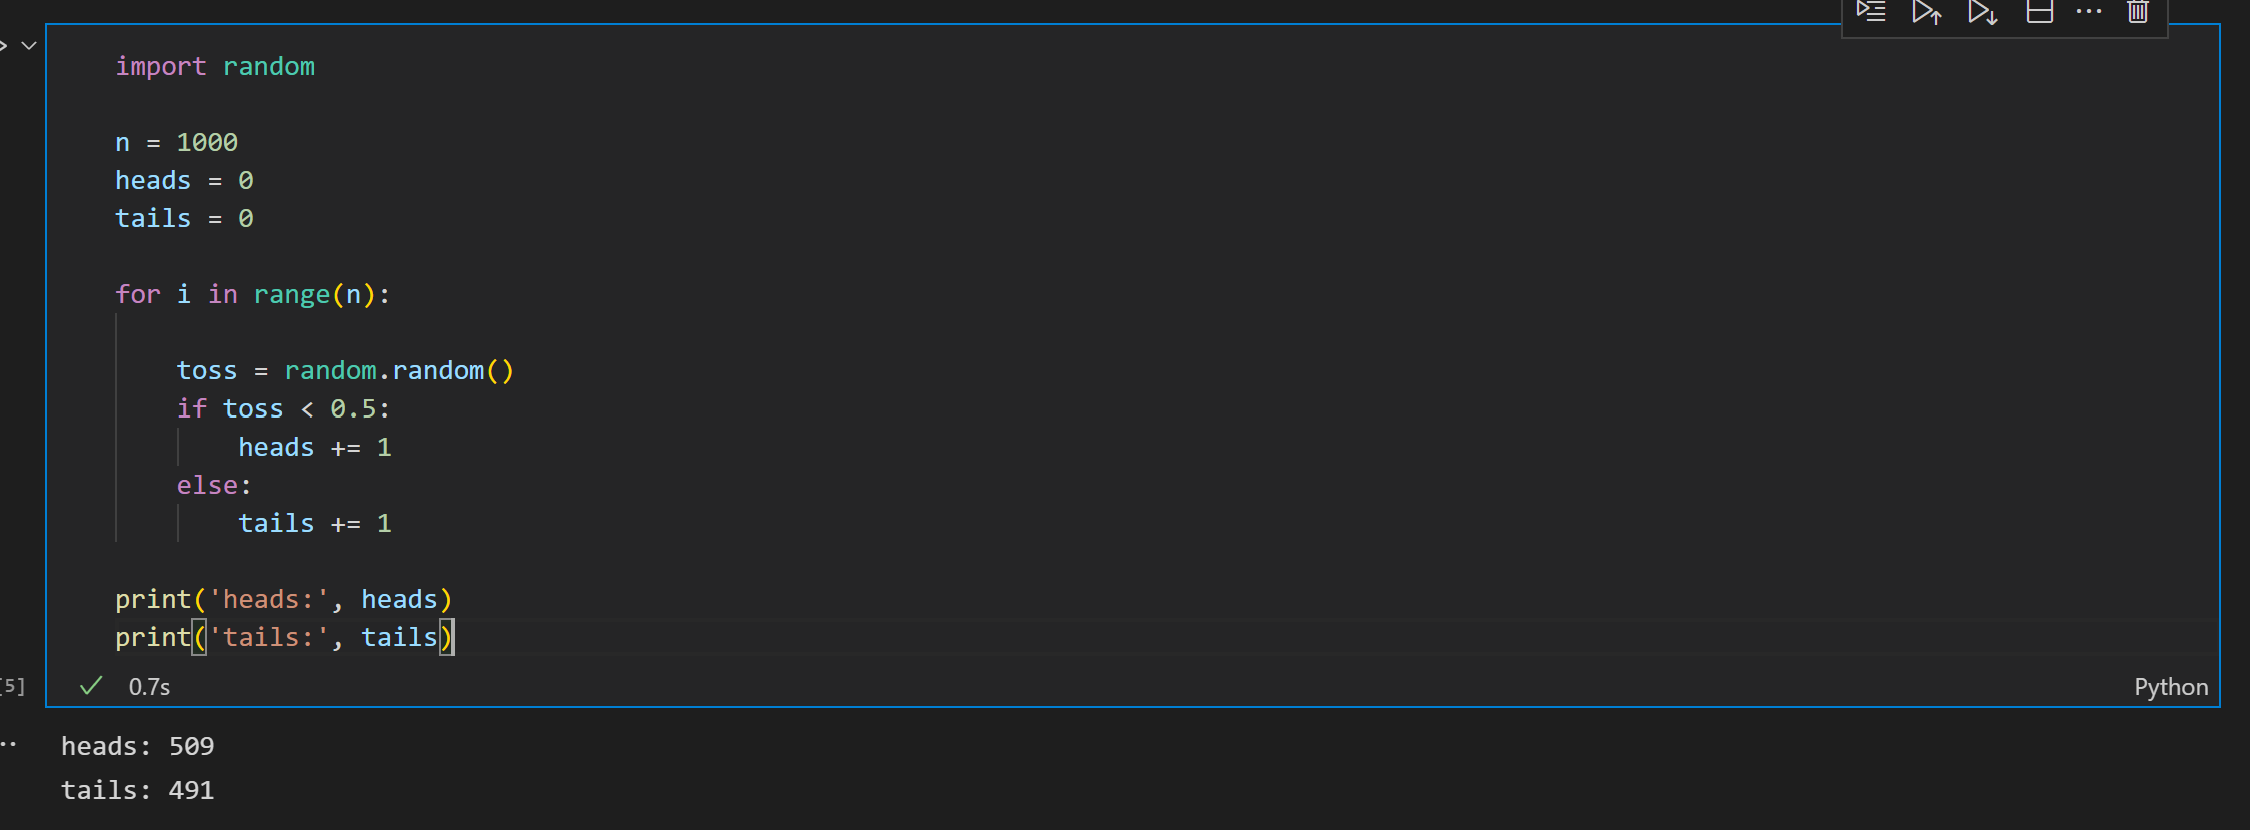 import random
n = 1000
heads = 0
tails = 0
for i in range(n):
toss = random.random()
if toss < 0.5:
heads += 1
else:
tails += 1
print('heads:', heads)
print('tails:', tails)
[5]
0.7s
Python
heads: 509
tails: 491